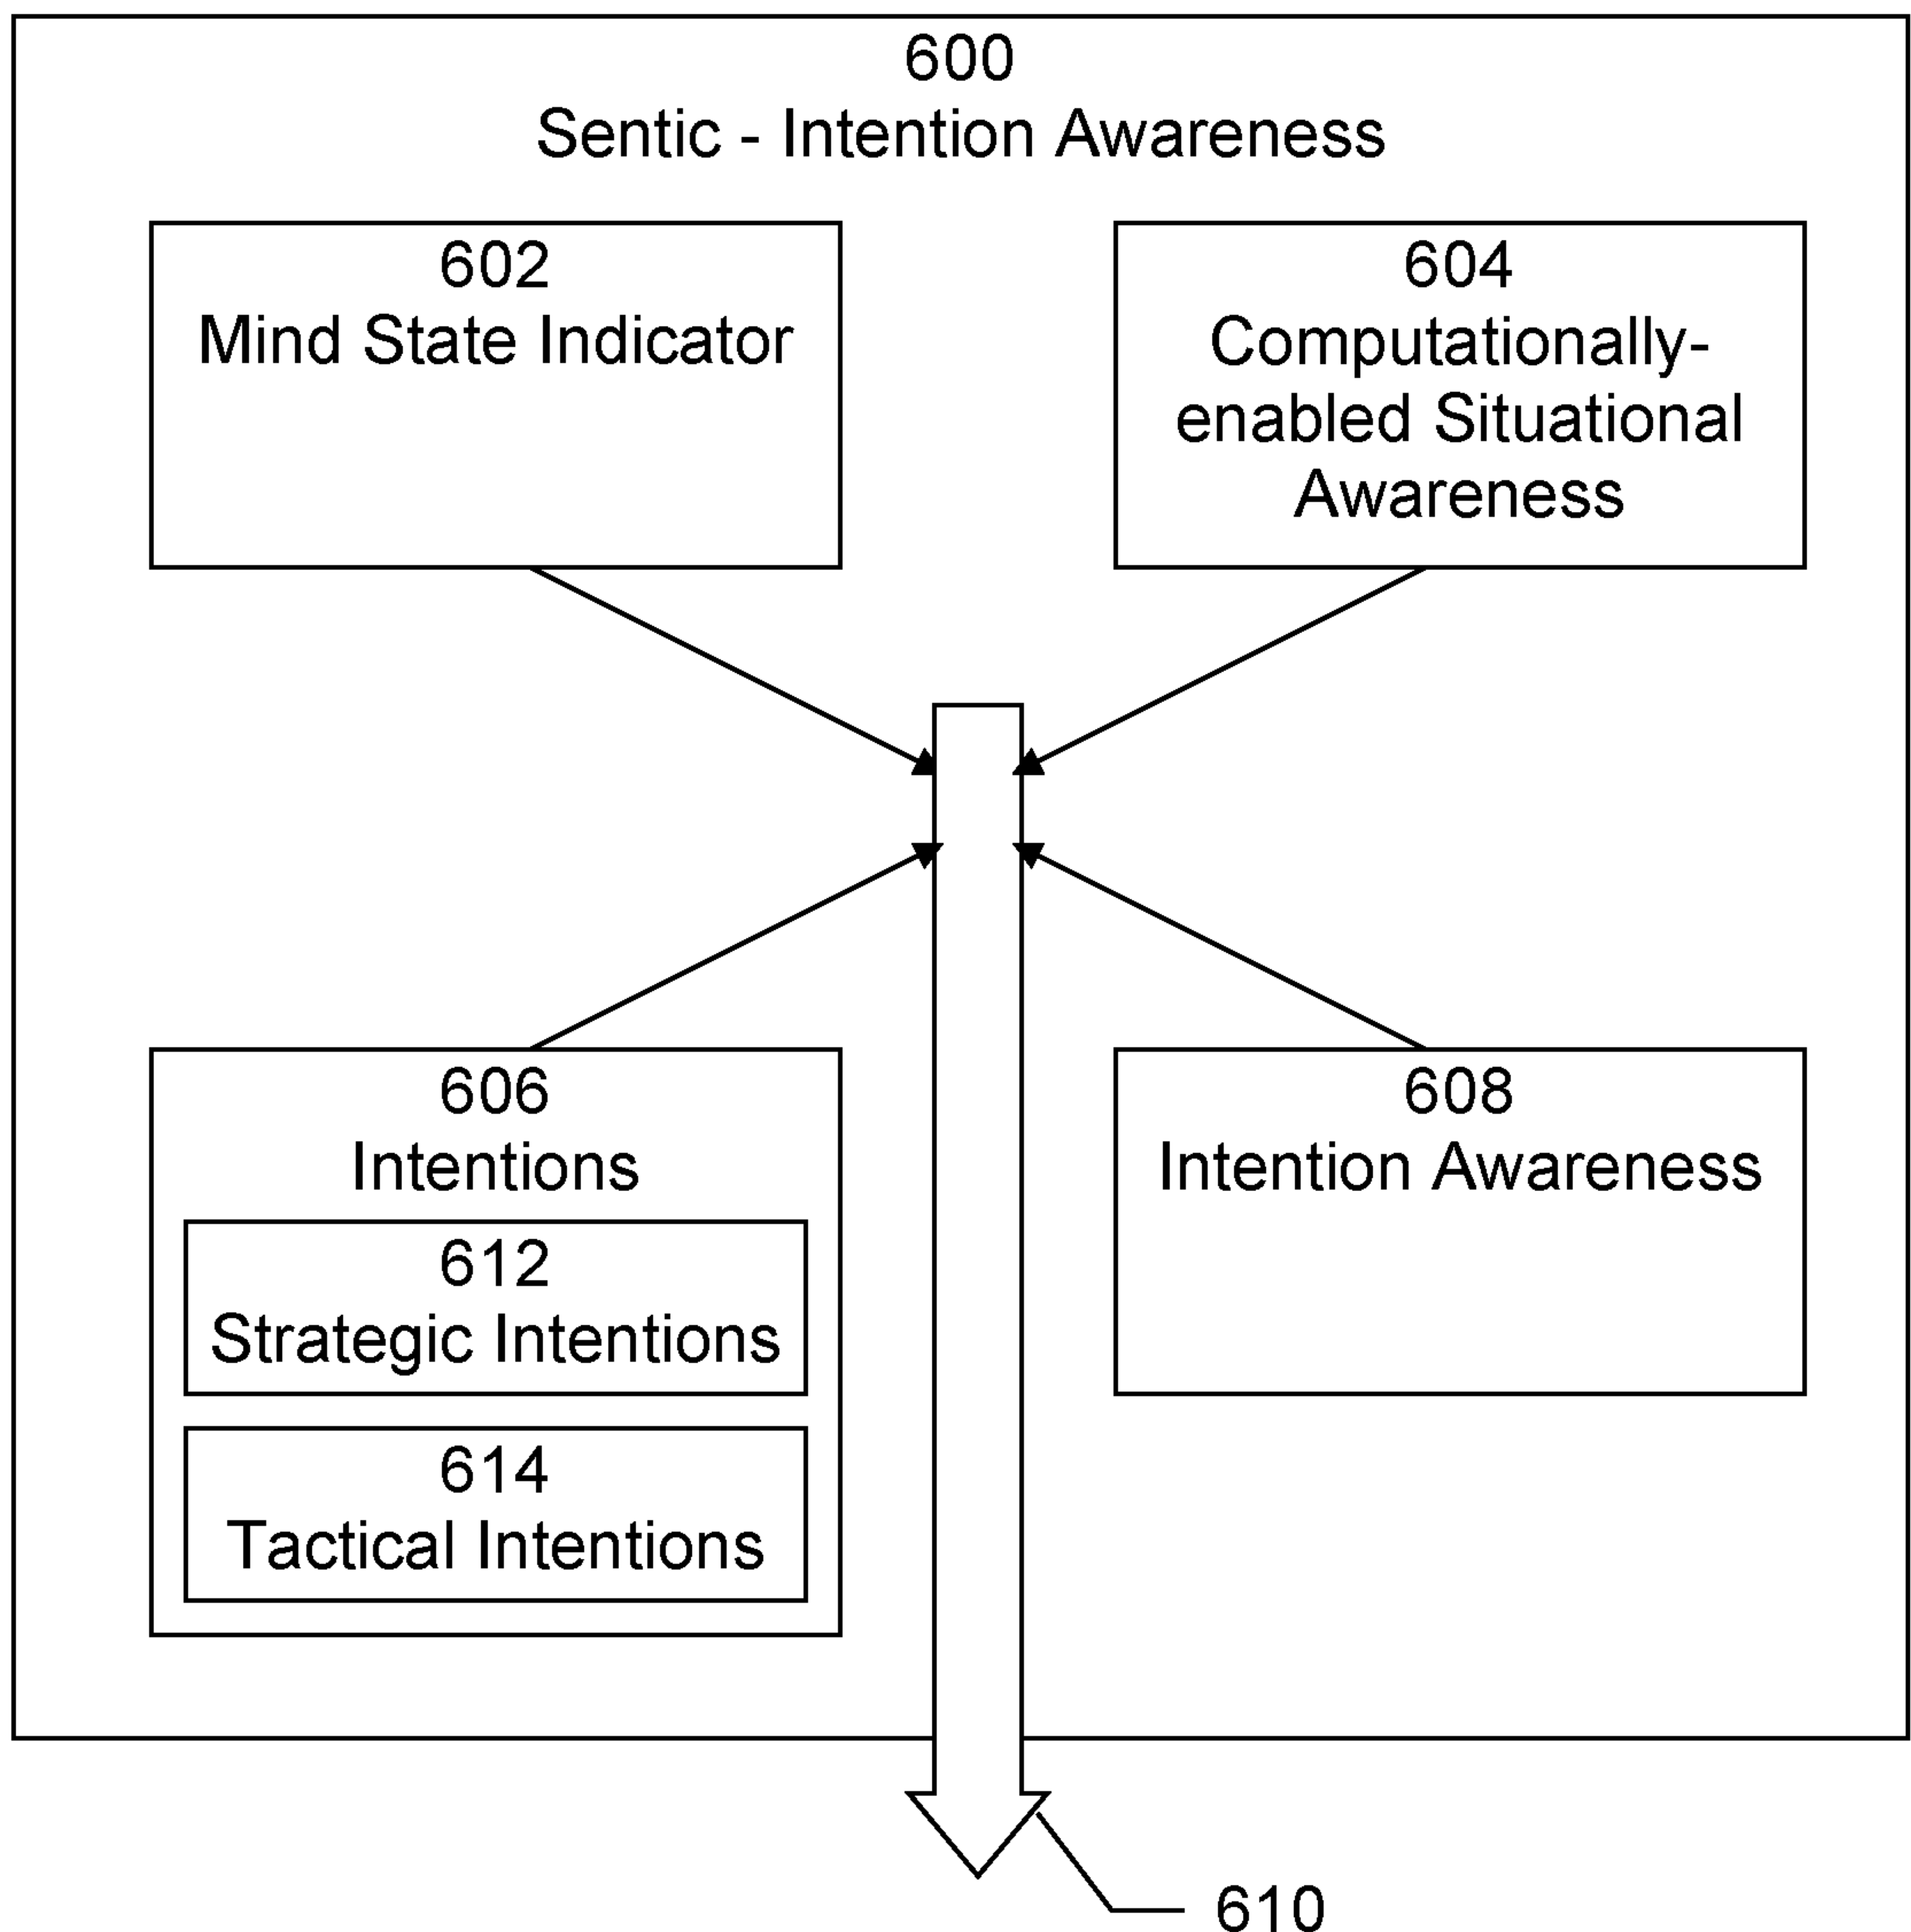 600
Sentic - Intention Awareness
602
Mind State Indicator
604
Computationally-
enabled Situational
Awareness
606
Intentions
612
Strategic Intentions
614
Tactical Intentions
608
Intention Awareness
610